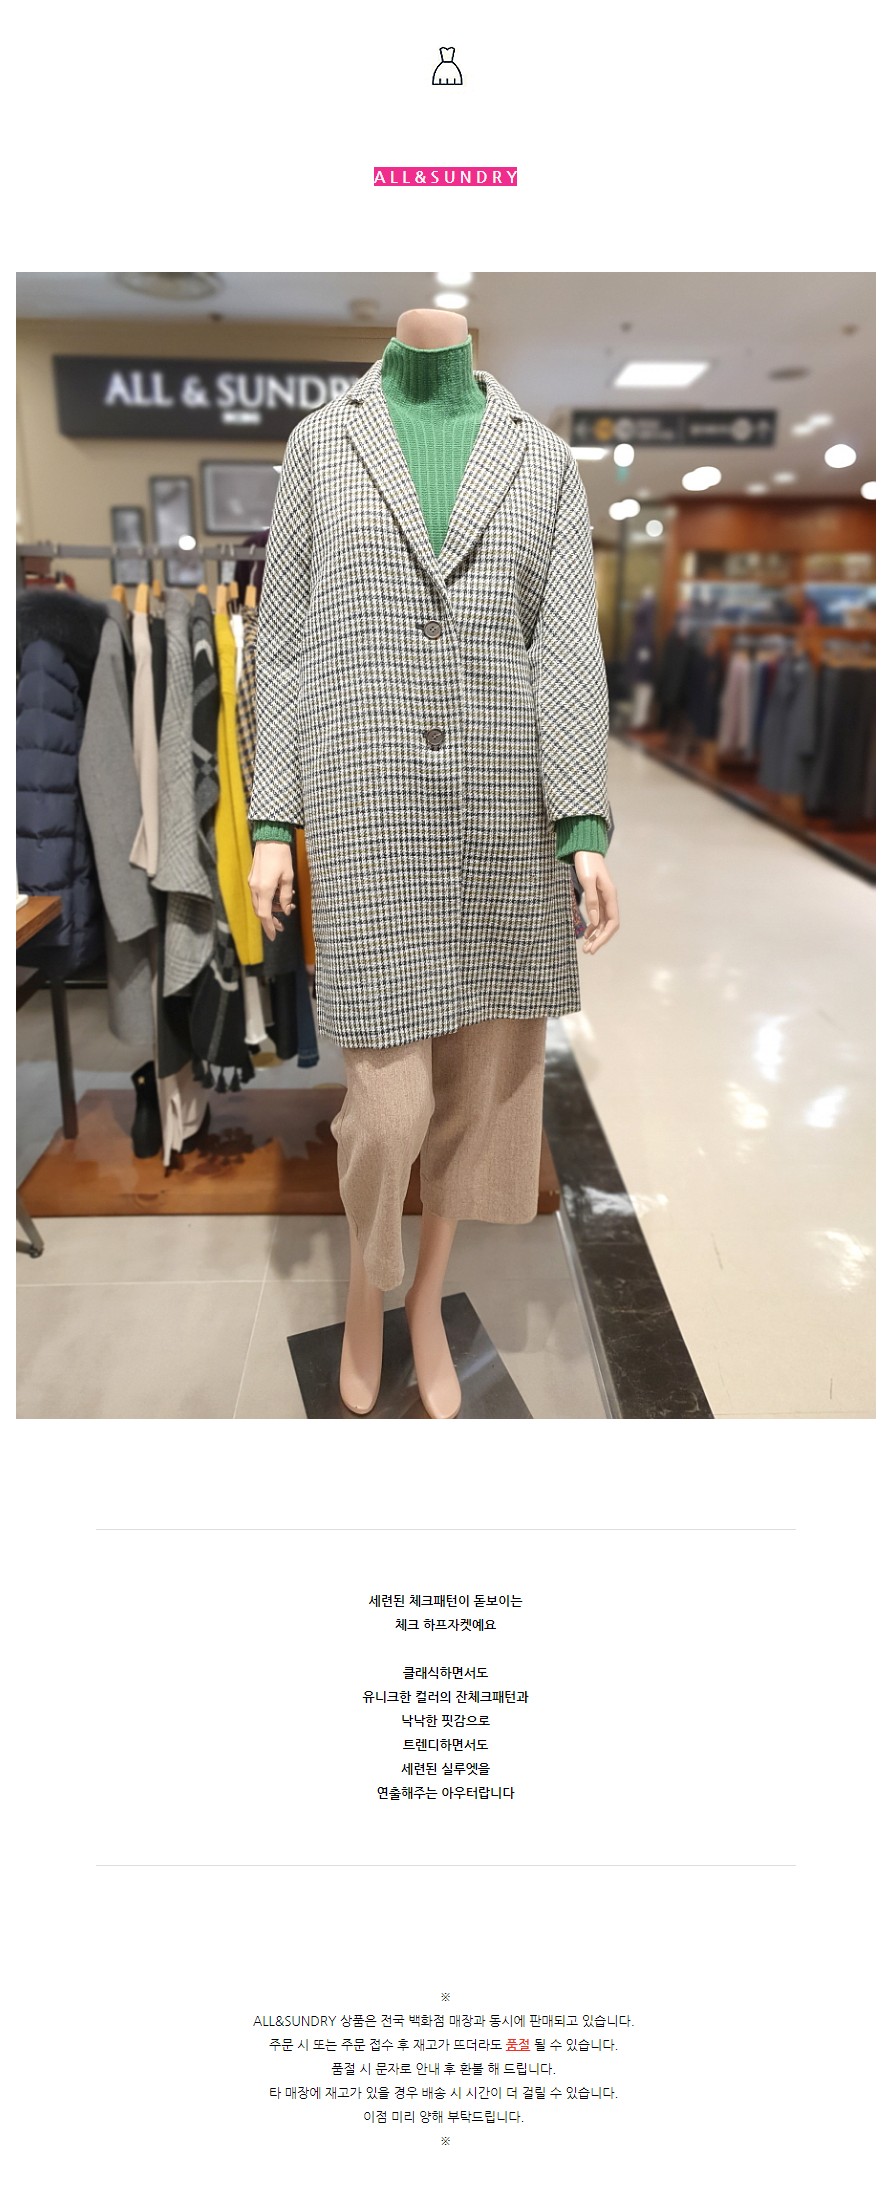 ALL&SUNDRY
ALL & SUNDR
세련된 체크패턴이 돋보이는
체크 하프자켓예요
클래식하면서도
유니크한 컬러의 잔체크패턴과
낙낙한 핏감으로
트렌디하면서도
세련된 실루엣을
연출해주는 아우터랍니다
※
ALL&SUNDRY 상품은 전국 백화점 매장과 동시에 판매되고 있습니다.
주문 시 또는 주문 접수 후 재고가 뜨더라도 품절 될 수 있습니다.
품절 시 문자로 안내 후 환불 해 드립니다.
타 매장에 재고가 있을 경우 배송 시 시간이 더 걸릴 수 있습니다.
이점 미리 양해 부탁드립니다.
※